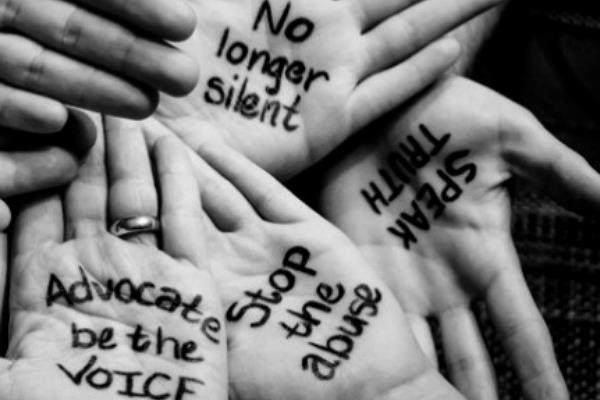 No
longer
silent
SPEAK
TRUTH
Stop
the
abuse
Advocate
be the
VOICE